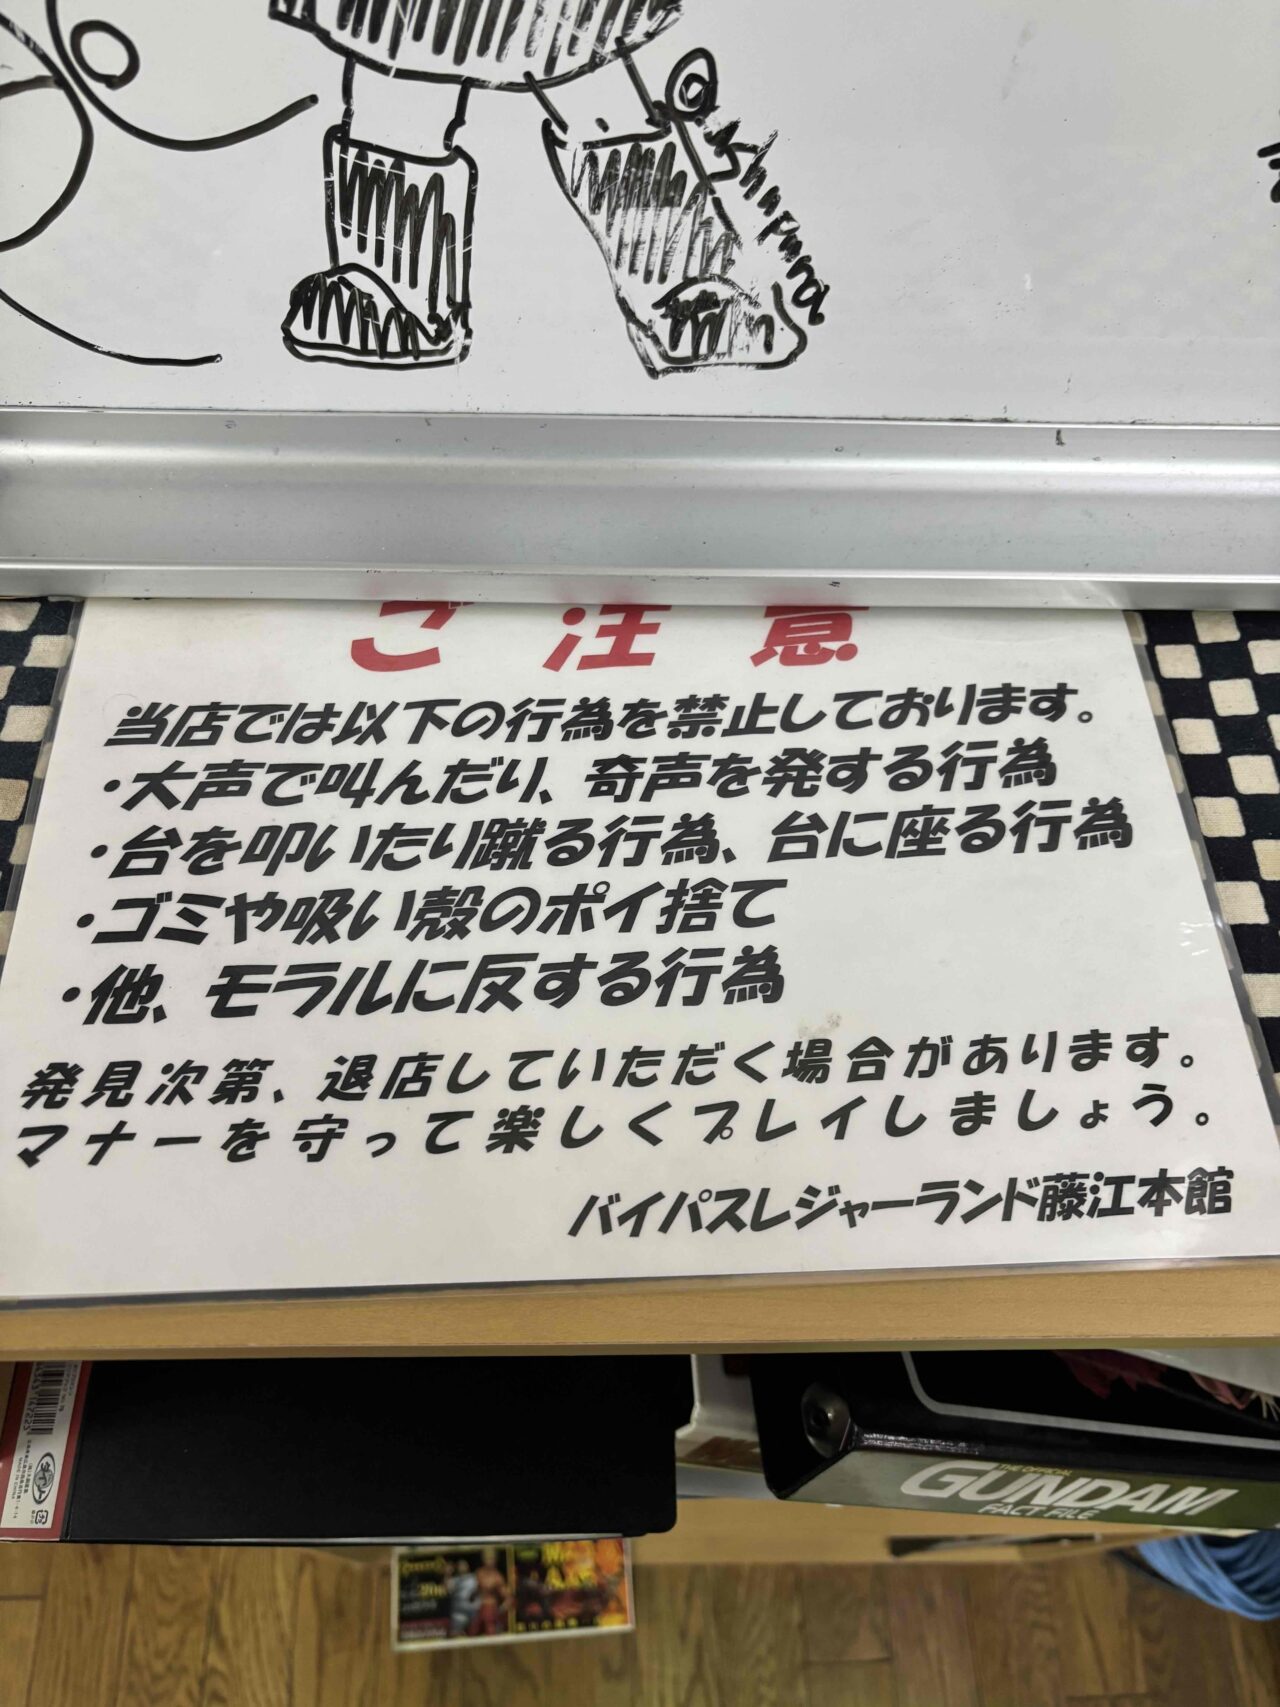 ご注意
当店では以下の行為を禁止しております。
・大声で叫んだり、奇声を発する行為
・台を叩いたり蹴る行為、台に座る行為
・ゴミや吸い殻のポイ捨て
・他、モラルに反する行為
発見次第、退店していただく場合があります。
マナーを守って楽しくプレイしましょう。
バイパスレジャーランド藤江本館
THE OFFICIAL
GUNDAM
FACT FILE